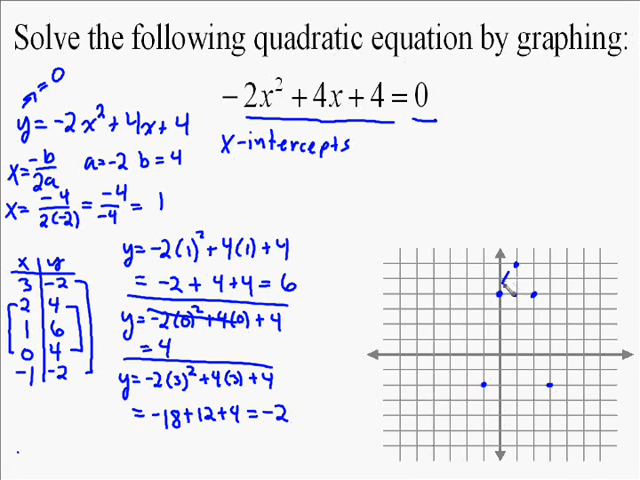 Solve the following quadratic equation by graphing:
-2x² + 4x + 4 = 0
x-intercepts
→ = 0
y = -2x² + 4x + 4
x = -b/2a a = -2 b = 4
x = -4/2(-2) = -4/-4 = 1
y = -2(1)² + 4(1) + 4
= -2 + 4 + 4 = 6
y = -2(0)² + 4(0) + 4
= 4
y = -2(3)² + 4(3) + 4
= -18 + 12 + 4 = -2
x y
3 -2
2 4
1 6
0 4
-1 -2